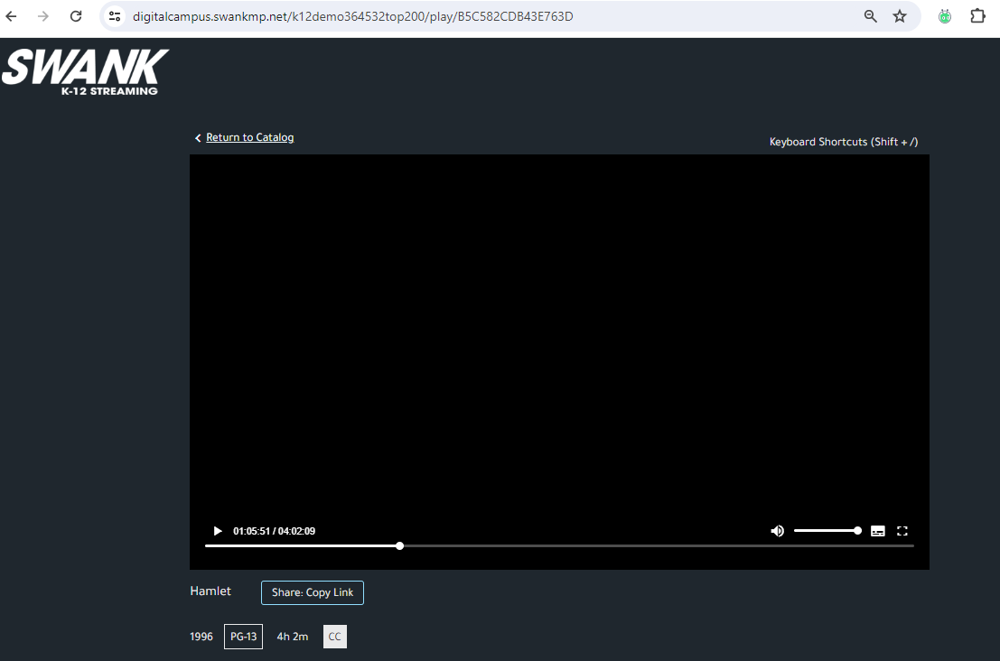 digitalcampus.swankmp.net/k12demo364532top200/play/B5C582CDB43E763D
SWANK
K-12 STREAMING
Return to Catalog
Keyboard Shortcuts (Shift + /)
01:05:51 / 04:02:09
Hamlet
Share: Copy Link
1996 PG-13 4h 2m CC